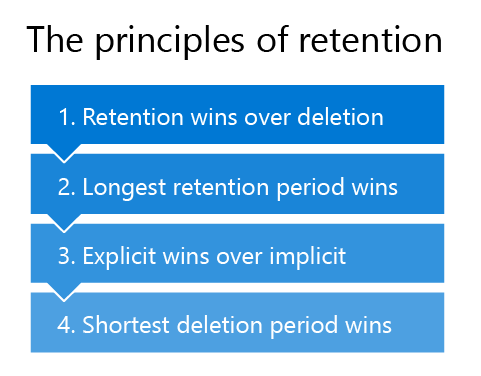 The principles of retention
1. Retention wins over deletion
2. Longest retention period wins
3. Explicit wins over implicit
4. Shortest deletion period wins